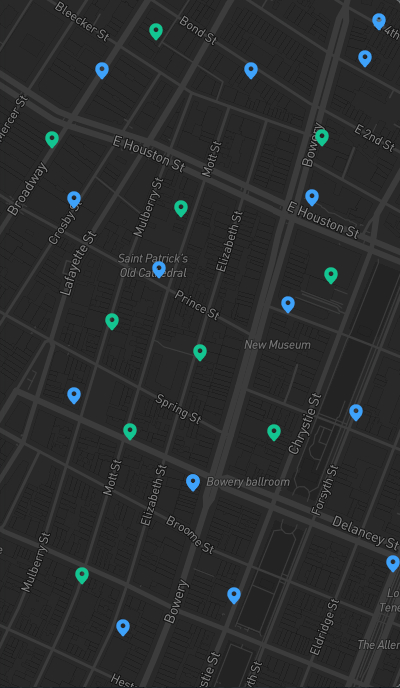 Bleecker St
Bond St
4th
Mercer St
E 2nd St
Bowery
E Houston St
Mott St
Broadway
Crosby St
Mulberry St
E Houston St
Elizabeth St
Lafayette St
Saint Patrick's
Old Cathedral
Prince St
New Museum
Spring St
Chrystie St
Mott St
Elizabeth St
Bowery ballroom
Forsyth St
Broome St
Delancey St
Mulberry St
Bowery
Eldridge St
Lo
Tene
The Aller
stie St
yth St
Hest